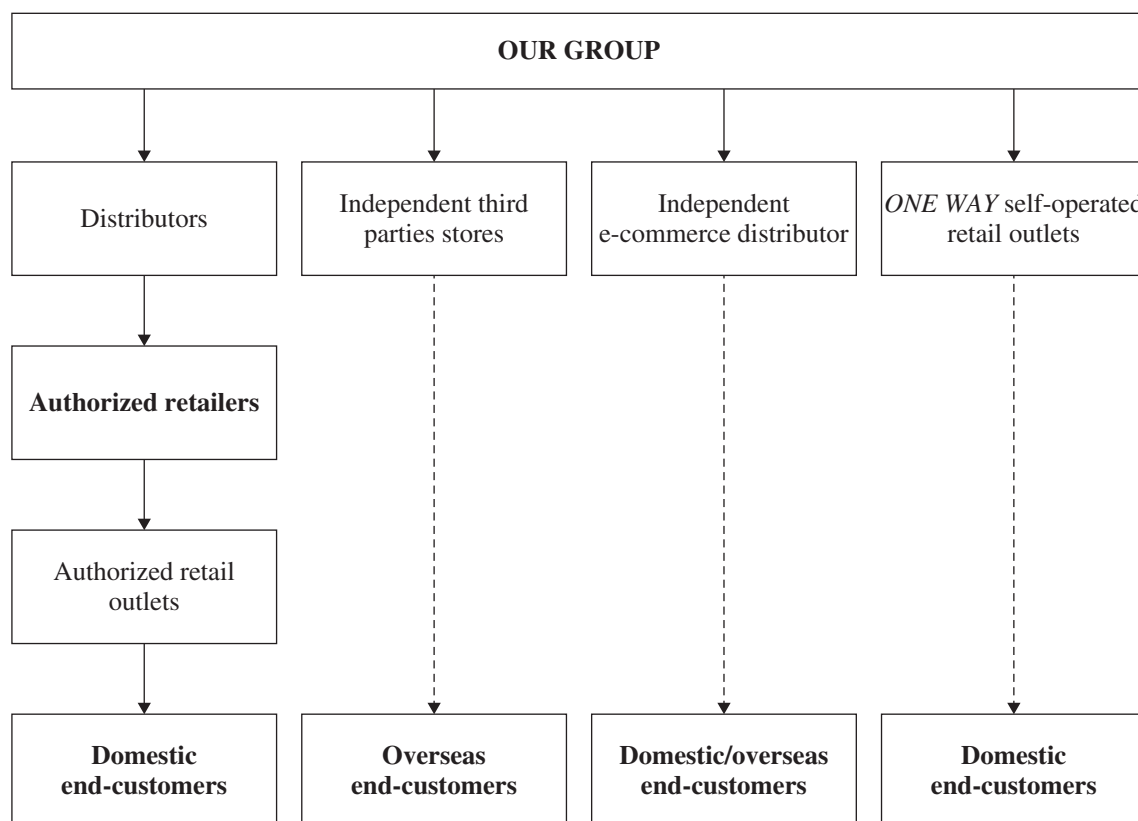 OUR GROUP
Distributors
Independent third
parties stores
Independent
e-commerce distributor
ONE WAY self-operated
retail outlets
Authorized retailers
Authorized retail
outlets
Domestic
end-customers
Overseas
end-customers
Domestic/overseas
end-customers
Domestic
end-customers